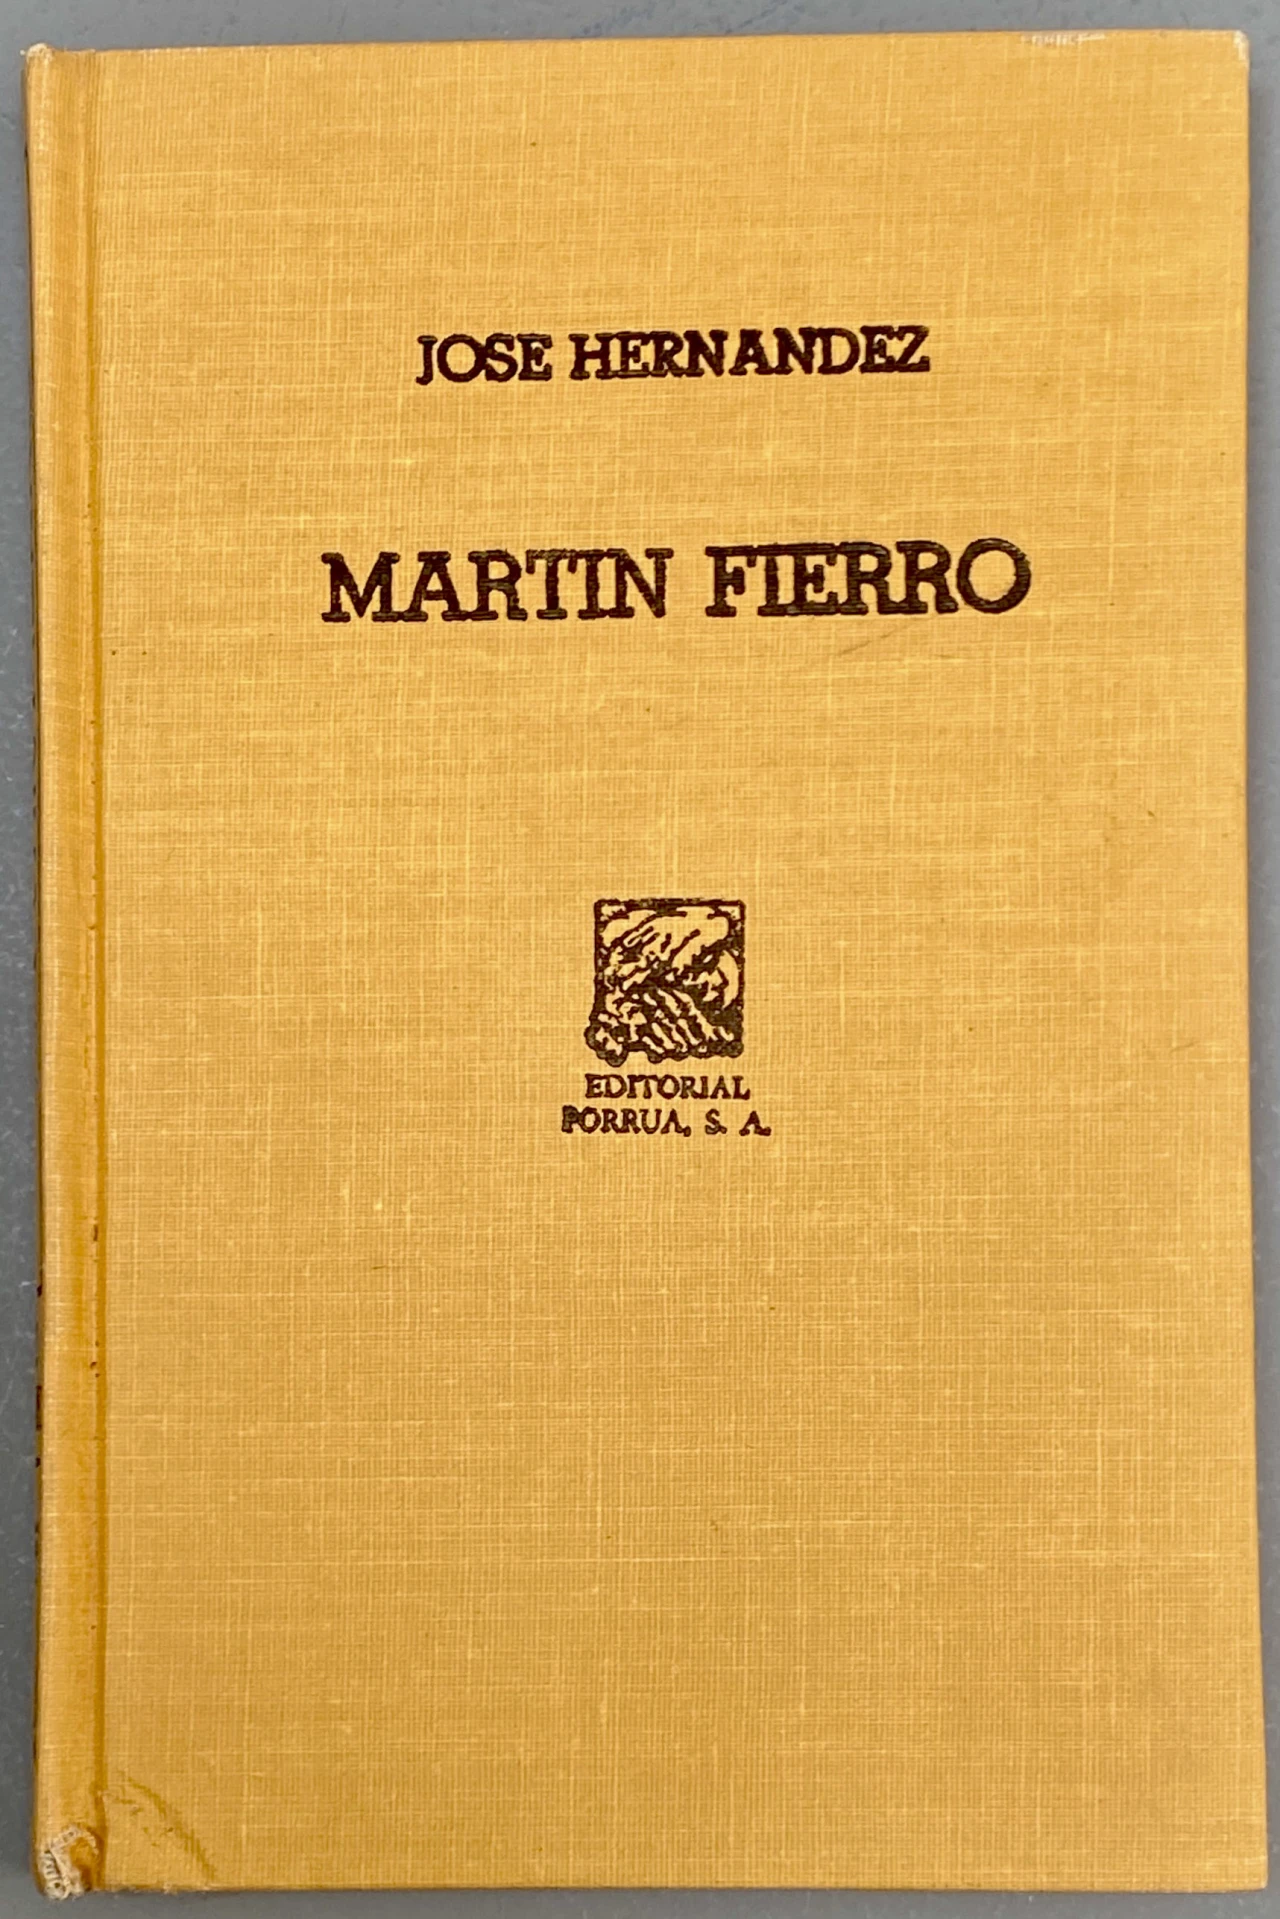 JOSE HERNANDEZ
MARTIN FIERRO
EDITORIAL
PORRUA, S. A.